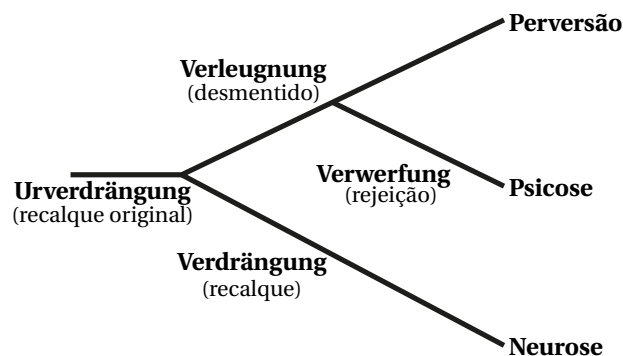 Perversão
Verleugnung
(desmentido)
Verwerfung
(rejeição)
Psicose
Urverdrängung
(recalque original)
Verdrängung
(recalque)
Neurose